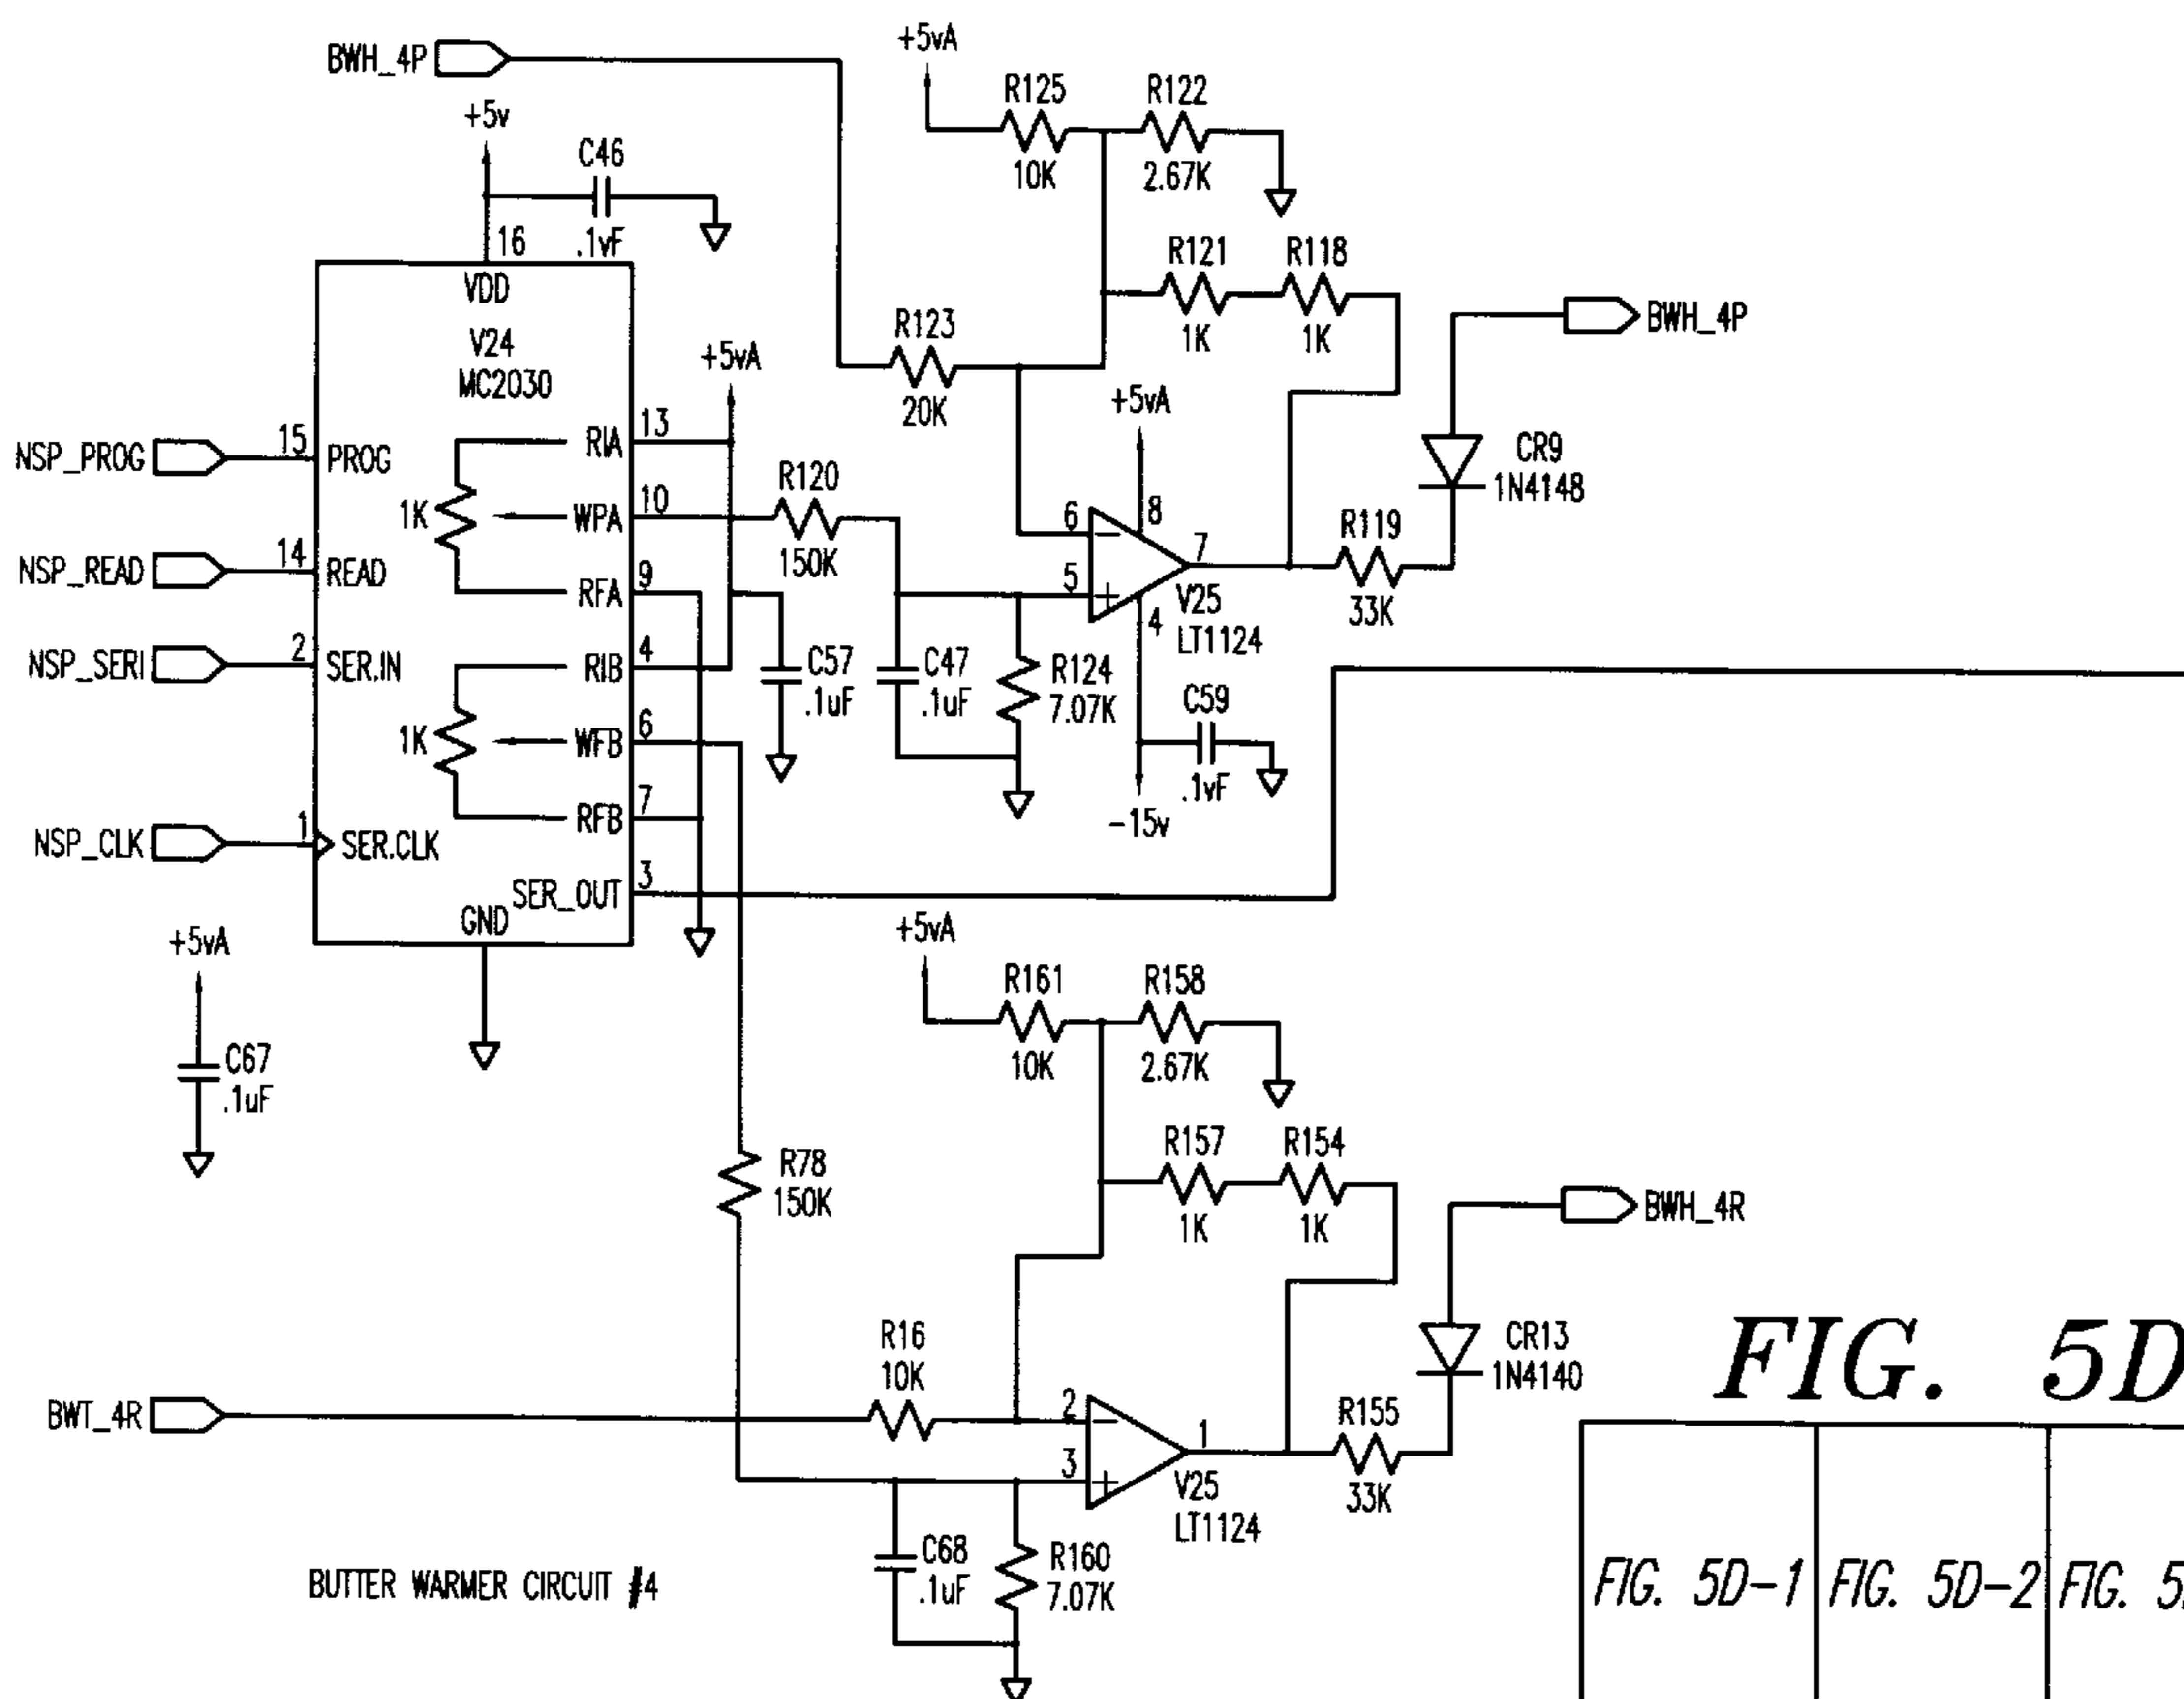 BWH_4P
+5v
C46
.1vF
16
VDD
V24
MC2030
NSP_PROG
15
PROG
NSP_READ
14
READ
NSP_SERI
2
SER.IN
NSP_CLK
1
SER.CLK
1K
1K
RIA
13
WPA
10
RFA
9
RIB
4
WFB
6
RFB
7
SER_OUT
3
GND
+5vA
C67
.1uF
+5vA
R125
10K
R122
2.67K
R121
1K
R118
1K
R123
20K
+5vA
R120
150K
C57
.1uF
C47
.1uF
R124
7.07K
+5vA
6
5
8
7
4
−
+
V25
LT1124
C59
.1vF
-15v
R119
33K
CR9
1N4148
BWH_4P
+5vA
R161
10K
R158
2.67K
R157
1K
R154
1K
R78
150K
BWT_4R
R16
10K
2
3
1
−
+
V25
LT1124
C68
.1uF
R160
7.07K
R155
33K
CR13
1N4140
BWH_4R
BUTTER WARMER CIRCUIT #4
FIG. 5D
FIG. 5D-1
FIG. 5D-2
FIG. 5